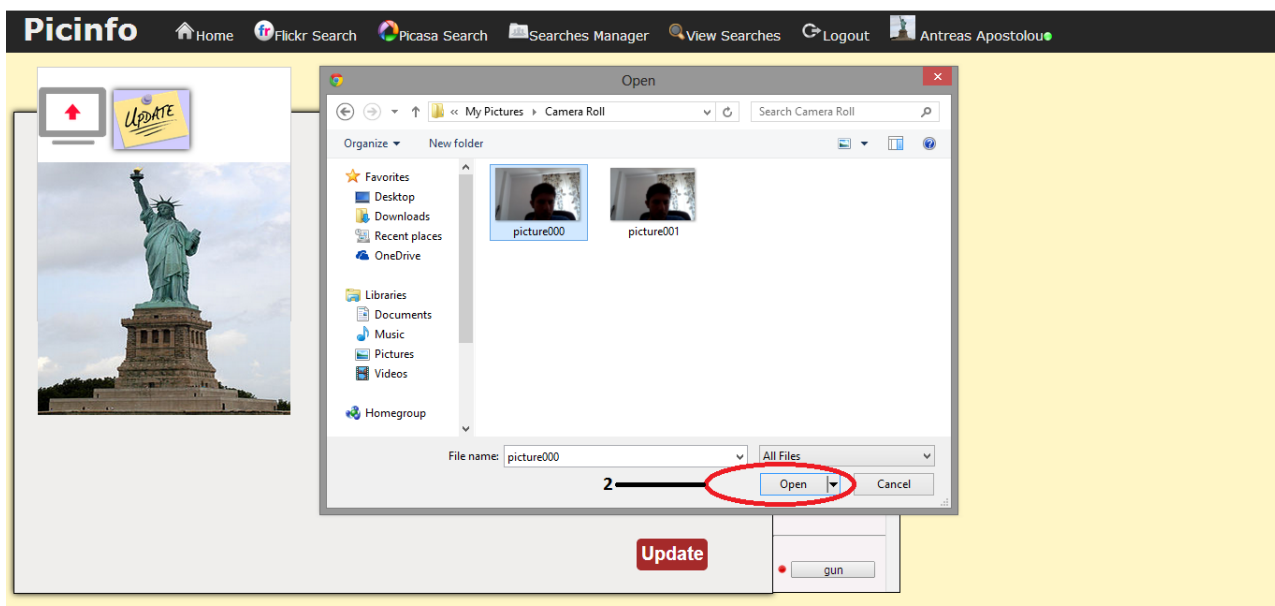 Picinfo Home fr Flickr Search Picasa Search Searches Manager View Searches Logout Antreas Apostolou
UPDATE
Open
« My Pictures Camera Roll Search Camera Roll
Organize New folder
Favorites
Desktop
Downloads
Recent places
OneDrive
Libraries
Documents
Music
Pictures
Videos
Homegroup
picture000 picture001
File name: picture000 All Files
2 Open Cancel
Update
gun